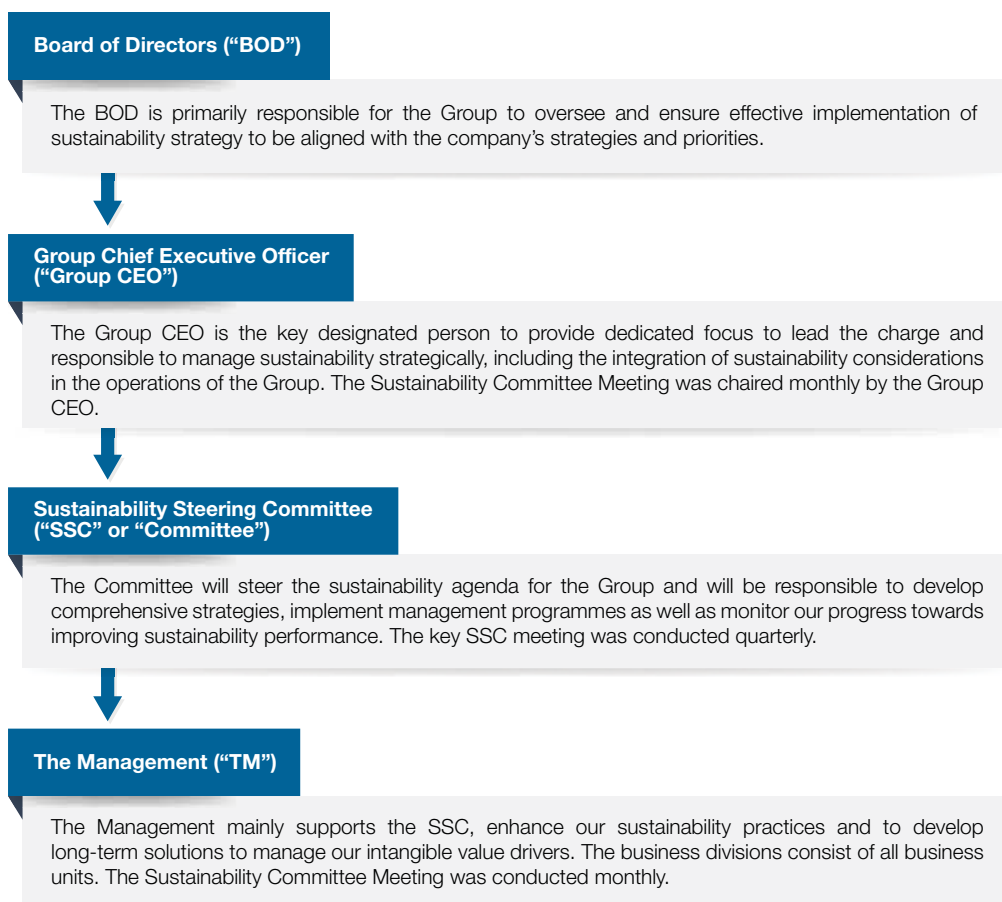 Board of Directors (“BOD”)
The BOD is primarily responsible for the Group to oversee and ensure effective implementation of
sustainability strategy to be aligned with the company’s strategies and priorities.
Group Chief Executive Officer
(“Group CEO”)
The Group CEO is the key designated person to provide dedicated focus to lead the charge and
responsible to manage sustainability strategically, including the integration of sustainability considerations
in the operations of the Group. The Sustainability Committee Meeting was chaired monthly by the Group
CEO.
Sustainability Steering Committee
(“SSC” or “Committee”)
The Committee will steer the sustainability agenda for the Group and will be responsible to develop
comprehensive strategies, implement management programmes as well as monitor our progress towards
improving sustainability performance. The key SSC meeting was conducted quarterly.
The Management (“TM”)
The Management mainly supports the SSC, enhance our sustainability practices and to develop
long-term solutions to manage our intangible value drivers. The business divisions consist of all business
units. The Sustainability Committee Meeting was conducted monthly.